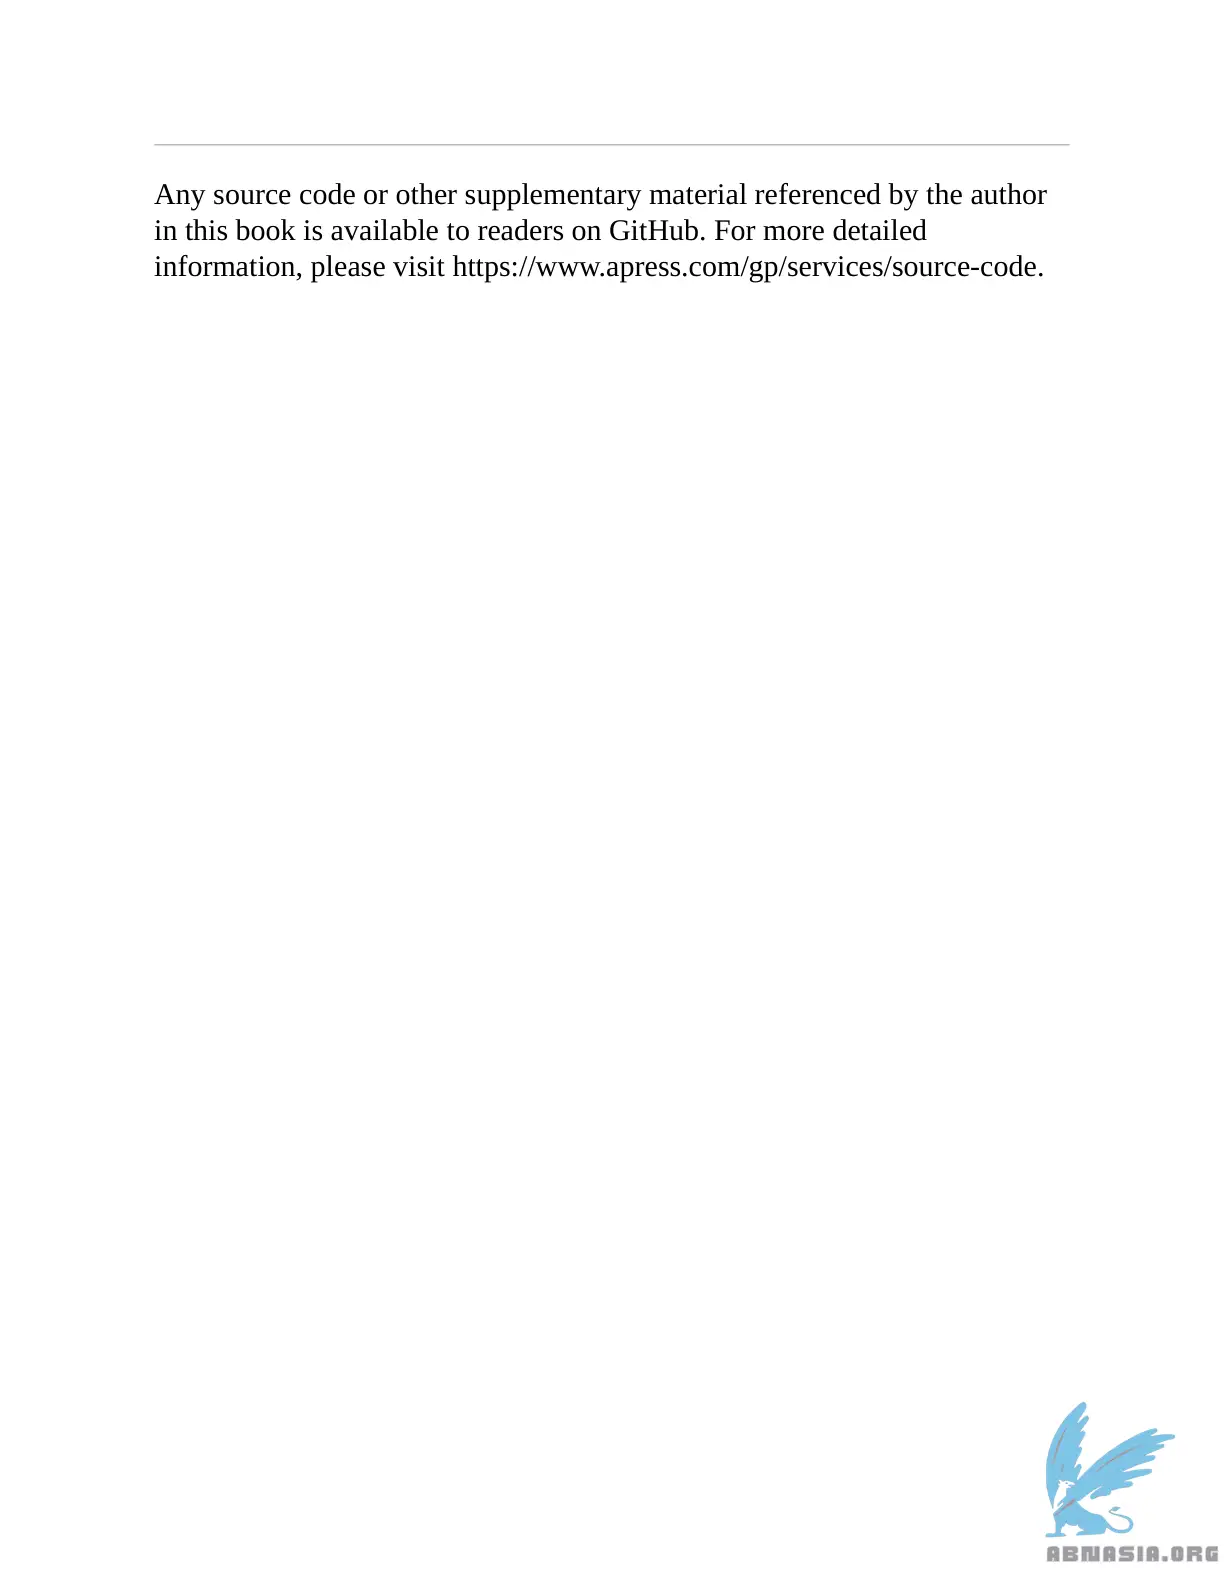 Any source code or other supplementary material referenced by the author
in this book is available to readers on GitHub. For more detailed
information, please visit https://www.apress.com/gp/services/source-code.
ABNASIA.ORG